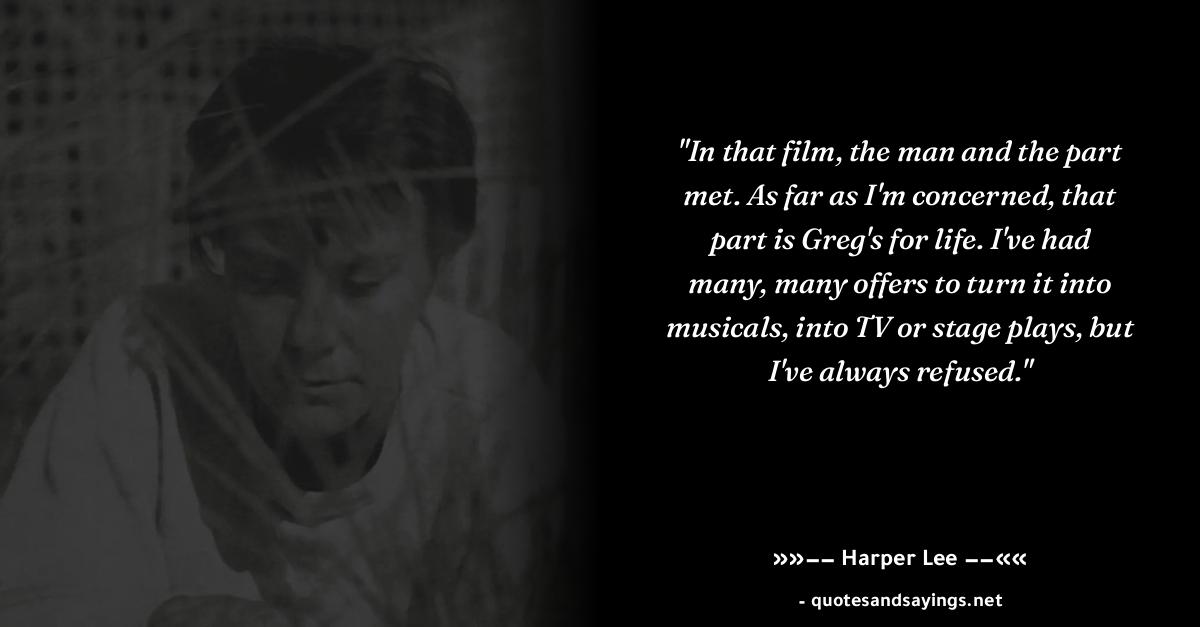 "In that film, the man and the part
met. As far as I'm concerned, that
part is Greg's for life. I've had
many, many offers to turn it into
musicals, into TV or stage plays, but
I've always refused."
»»–– Harper Lee ––««
- quotesandsayings.net